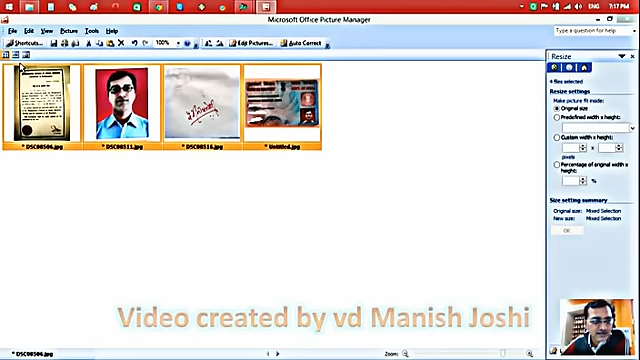 ENG 7:17 PM
Microsoft Office Picture Manager
File Edit View Picture Tools Help
Type a question for help
Shortcuts... 100% Edit Pictures... Auto Correct
Resize
4 files selected
Resize settings
Make picture fit inside:
Original size
Predefined width x height:
Custom width x height:
x
pixels
Percentage of original width x height:
%
Size setting summary
Original size: Mixed Selection
New size: Mixed Selection
OK
* DSC08506.jpg * DSC08511.jpg * DSC08516.jpg * Untitled.jpg
Video created by vd Manish Joshi
* DSC08506.jpg Zoom: